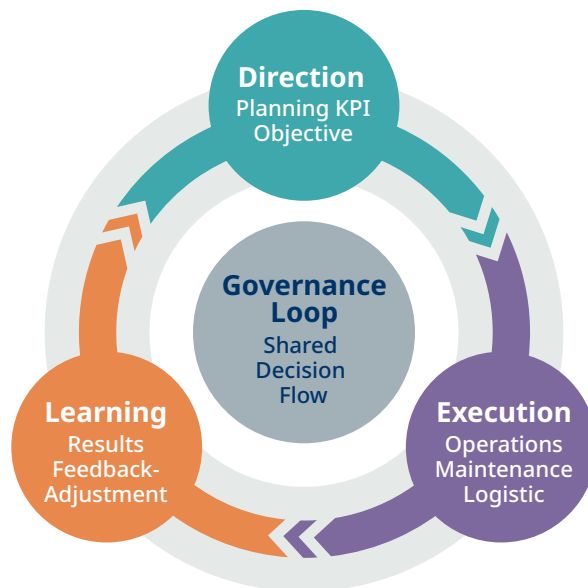 Direction
Planning KPI
Objective
Governance
Loop
Shared
Decision
Flow
Learning
Results
Feedback-
Adjustment
Execution
Operations
Maintenance
Logistic